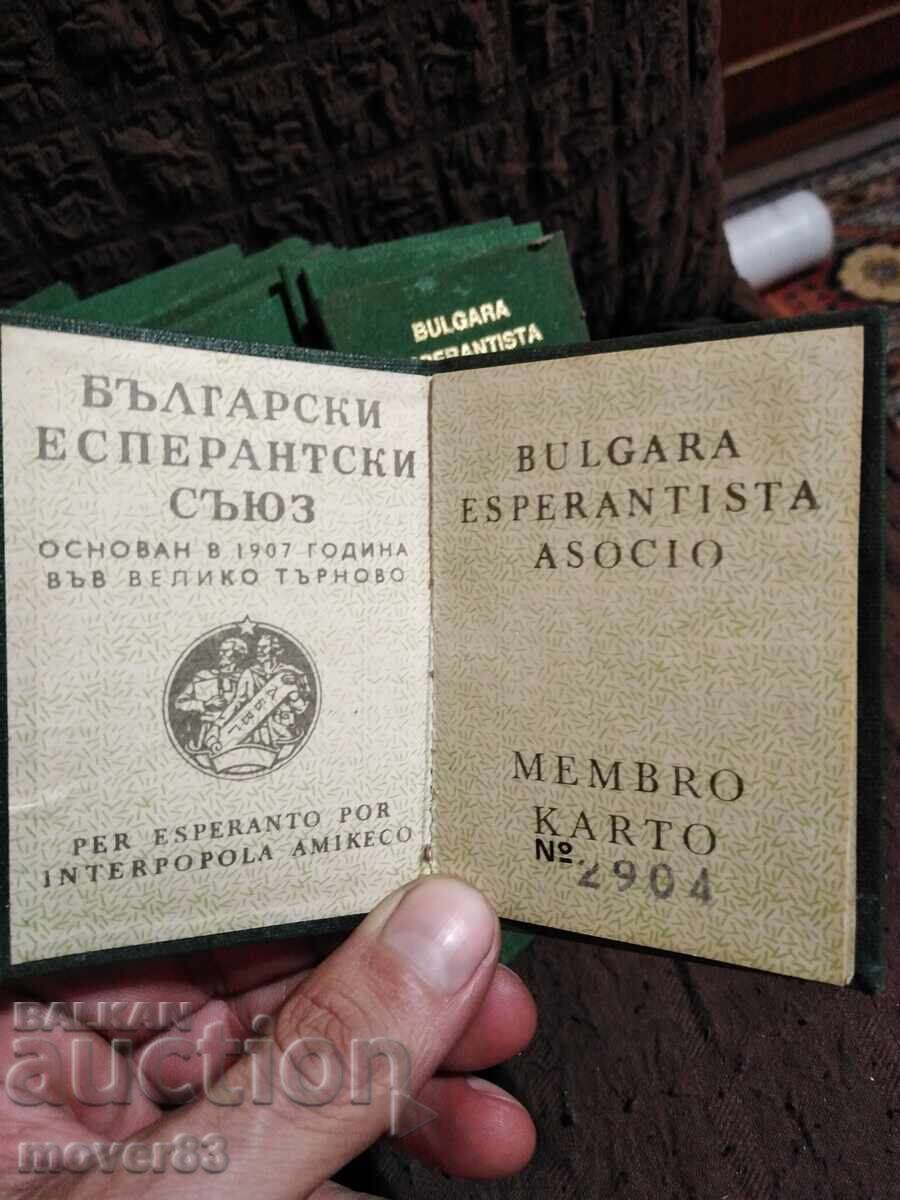 BULGARA
БЪЛГАРСКИ
ЕСПЕРАНТСКИ
СЪЮЗ
ОСНОВАН В 1907 ГОДИНА
ВЪВ ВЕЛИКО ТЪРНОВО
PER ESPERANTO POR
INTERPOPOLA AMIKECO
BULGARA
ESPERANTISTA
ASOCIO
MEMBRO
KARTO
№ 2904
BALKAN
auction
mover83